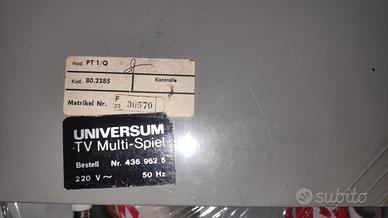 Mod. PT 1/Q
Kod. 80.2385
Kontrolle
Matrikel Nr. F 23 30570
UNIVERSUM
TV Multi-Spiel
Bestell Nr. 436 962 5
220 V~ 50 Hz
subito